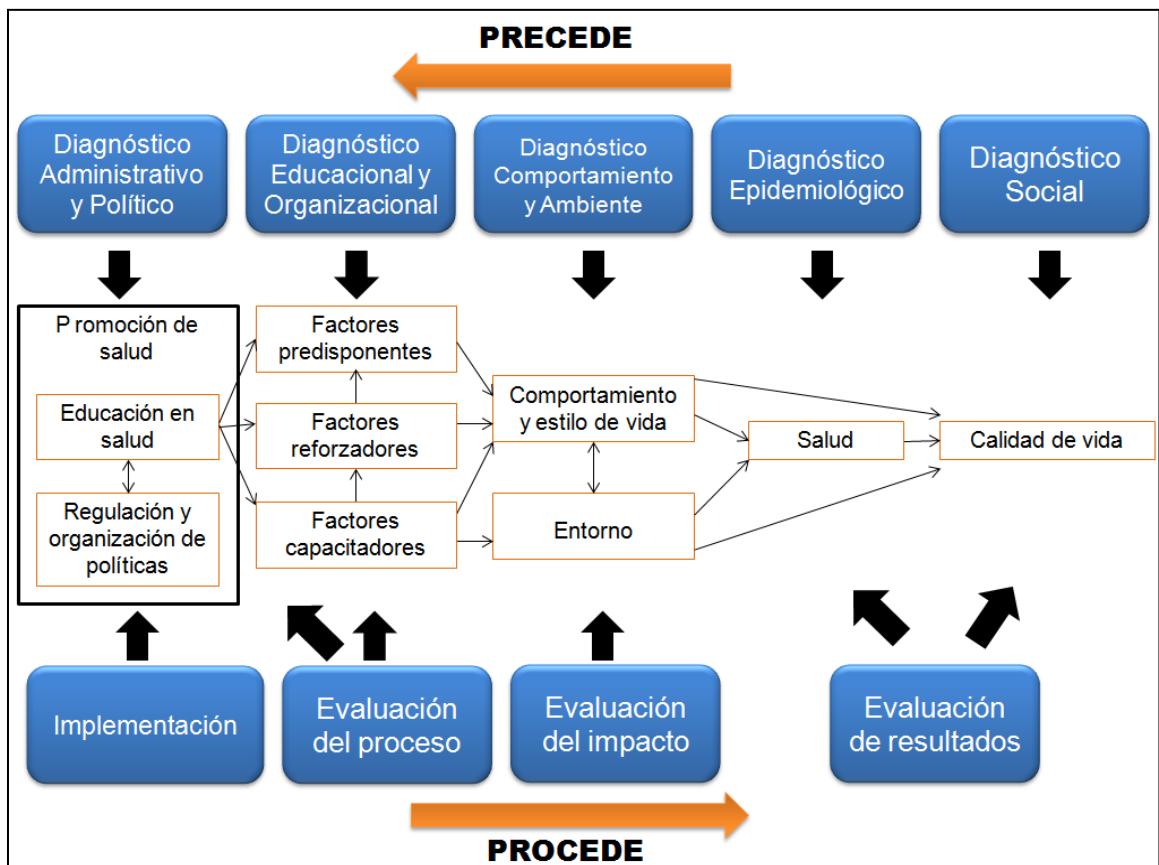 PRECEDE
Diagnóstico
Administrativo
y Político
Diagnóstico
Educacional y
Organizacional
Diagnóstico
Comportamiento
y Ambiente
Diagnóstico
Epidemiológico
Diagnóstico
Social
P romoción de
salud
Educación en
salud
Regulación y
organización de
políticas
Factores
predisponentes
Factores
reforzadores
Factores
capacitadores
Comportamiento
y estilo de vida
Entorno
Salud
Calidad de vida
Implementación
Evaluación
del proceso
Evaluación
del impacto
Evaluación
de resultados
PROCEDE